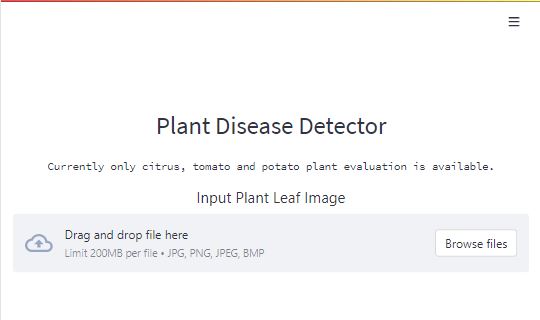 Plant Disease Detector
Currently only citrus, tomato and potato plant evaluation is available.
Input Plant Leaf Image
Drag and drop file here
Limit 200MB per file • JPG, PNG, JPEG, BMP
Browse files